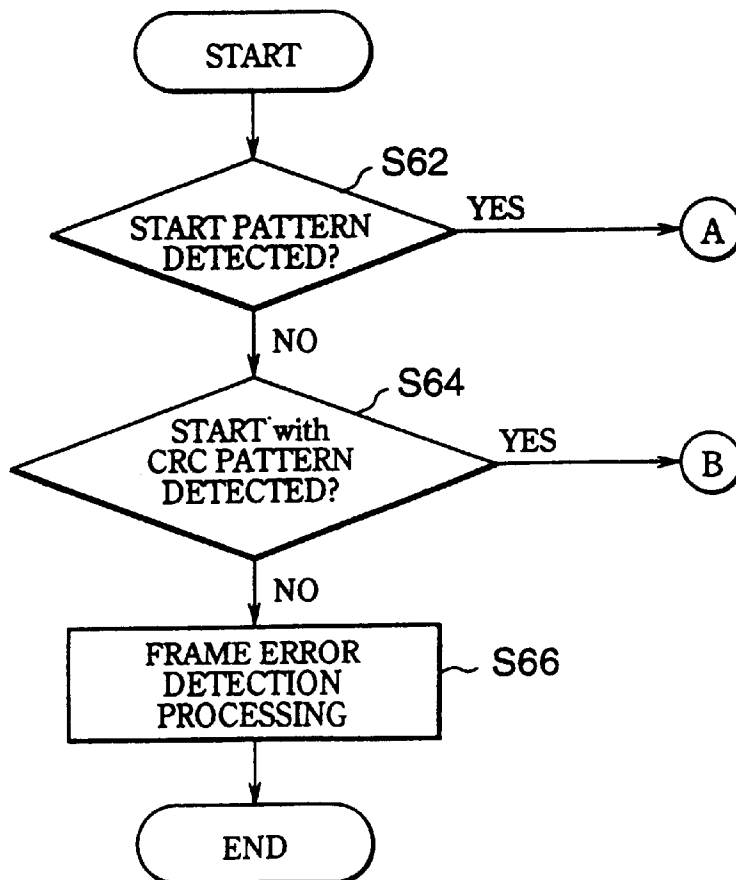 START
S62
START PATTERN
DETECTED?
YES
A
NO
S64
START with
CRC PATTERN
DETECTED?
YES
B
NO
FRAME ERROR
DETECTION
PROCESSING
S66
END